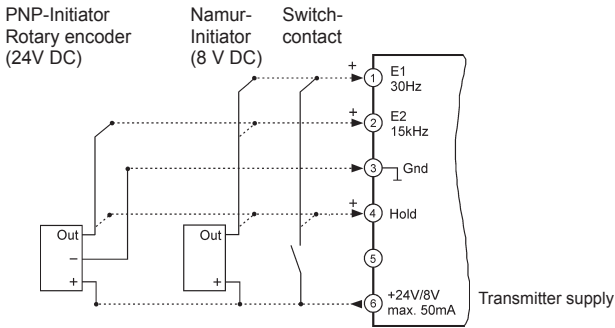 PNP-Initiator
Rotary encoder
(24V DC)
Namur-
Initiator
(8 V DC)
Switch-
contact
+
1
E1
30Hz
+
2
E2
15kHz
3
Gnd
+
4
Hold
5
6
+24V/8V
max. 50mA
Transmitter supply
Out
–
+
Out
+